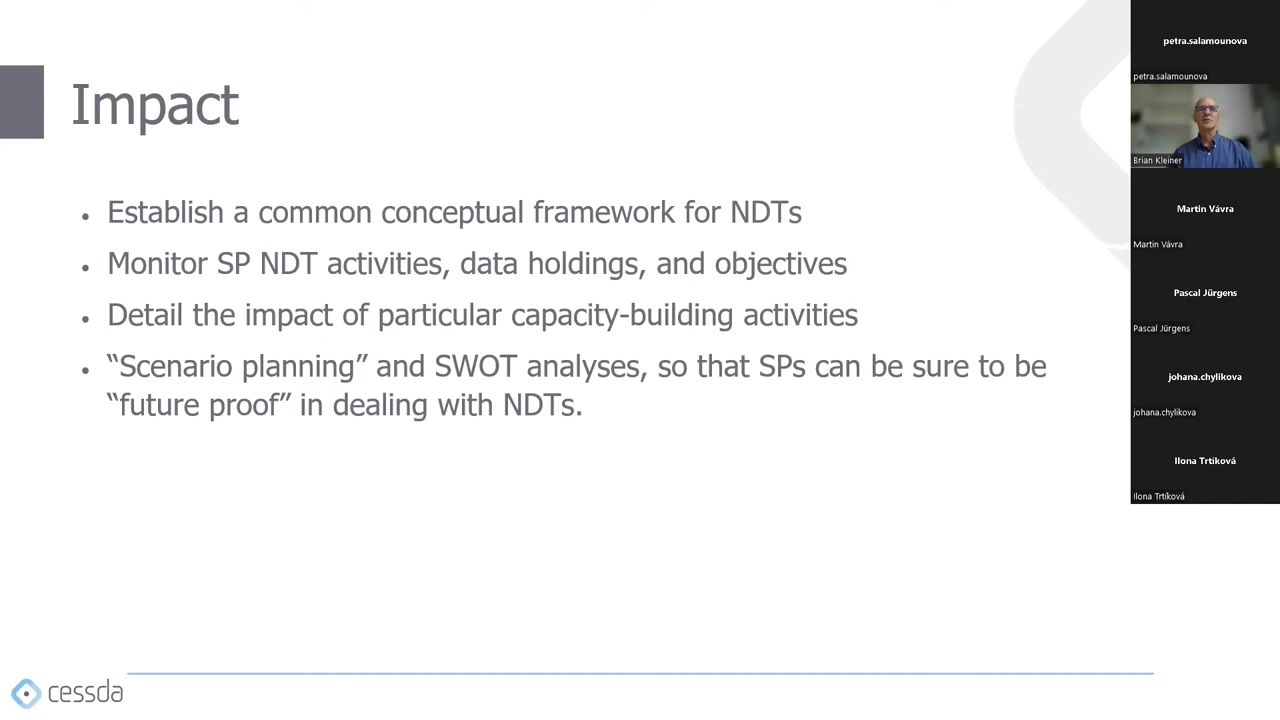 Impact
• Establish a common conceptual framework for NDTs
• Monitor SP NDT activities, data holdings, and objectives
• Detail the impact of particular capacity-building activities
• “Scenario planning” and SWOT analyses, so that SPs can be sure to be
“future proof” in dealing with NDTs.
cessda
petra.salamounova
petra.salamounova
Brian Kleiner
Martin Vávra
Martin Vávra
Pascal Jürgens
Pascal Jürgens
johana.chylikova
johana.chylikova
Ilona Trtíková
Ilona Trtíková